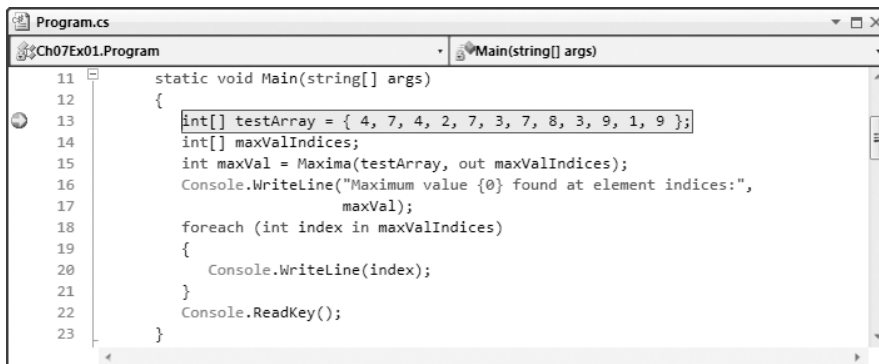 Program.cs
Ch07Ex01.Program Main(string[] args)
11 static void Main(string[] args)
12 {
13 int[] testArray = { 4, 7, 4, 2, 7, 3, 7, 8, 3, 9, 1, 9 };
14 int[] maxValIndices;
15 int maxVal = Maxima(testArray, out maxValIndices);
16 Console.WriteLine("Maximum value {0} found at element indices:",
17 maxVal);
18 foreach (int index in maxValIndices)
19 {
20 Console.WriteLine(index);
21 }
22 Console.ReadKey();
23 }